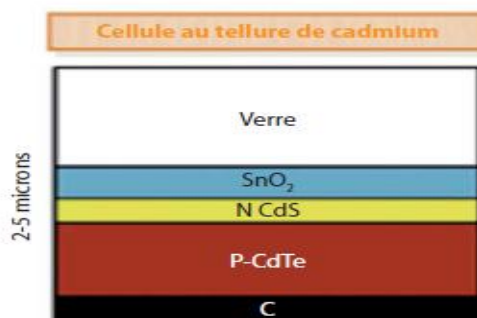 Cellule au tellure de cadmium
2-5 microns
Verre
SnO₂
N CdS
P-CdTe
C